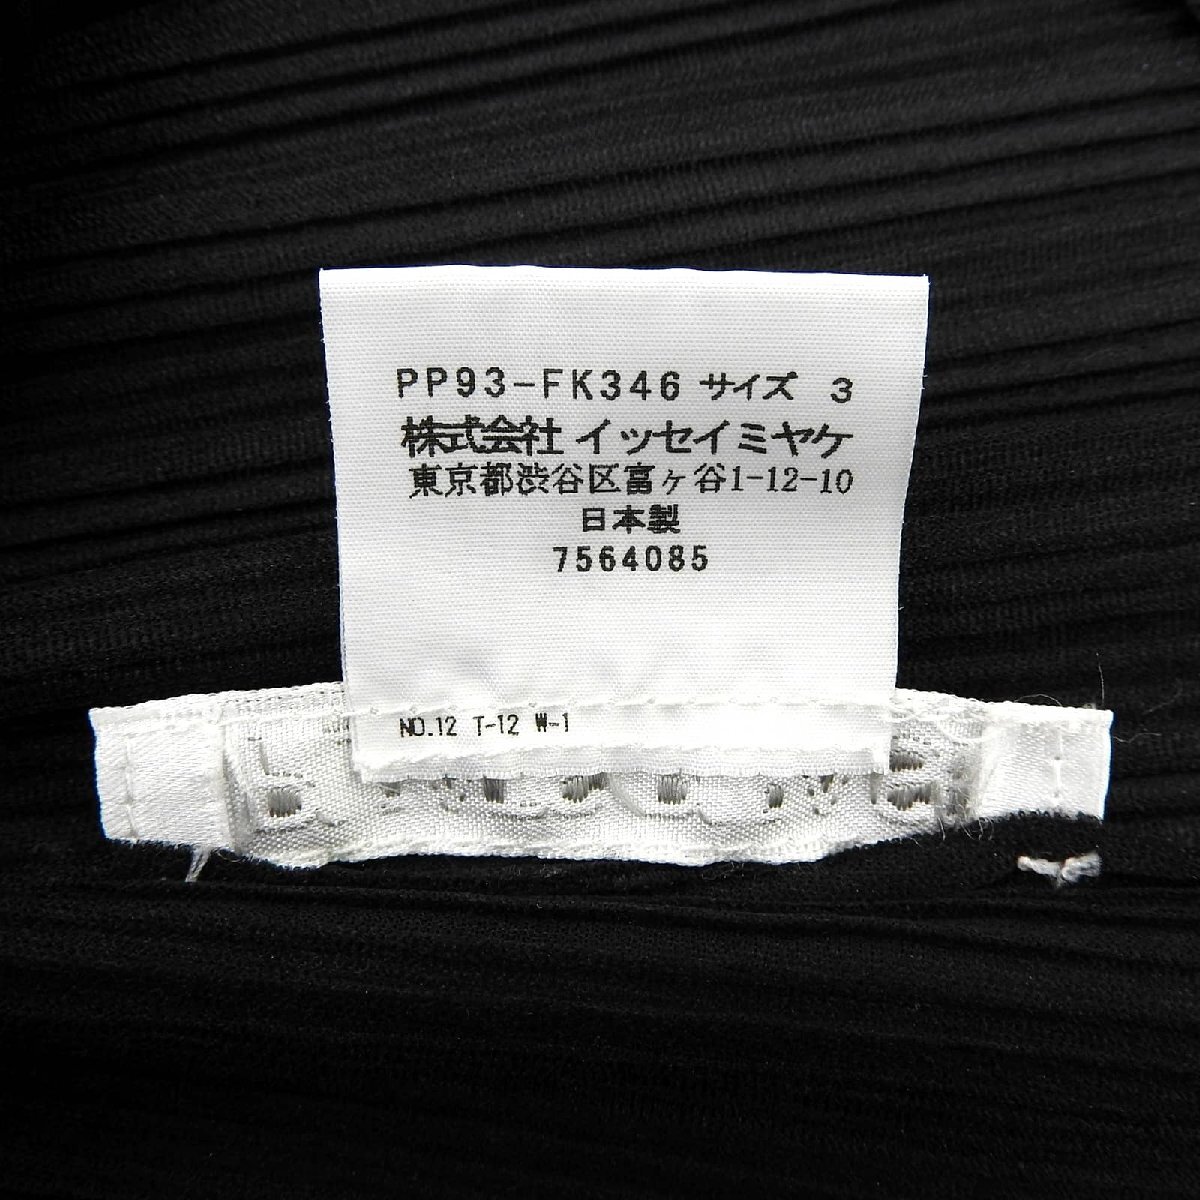 PP93-FK346 サイズ 3
株式会社 イッセイミヤケ
東京都渋谷区富ヶ谷1-12-10
日本製
7564085
NO.12 T-12 W-1